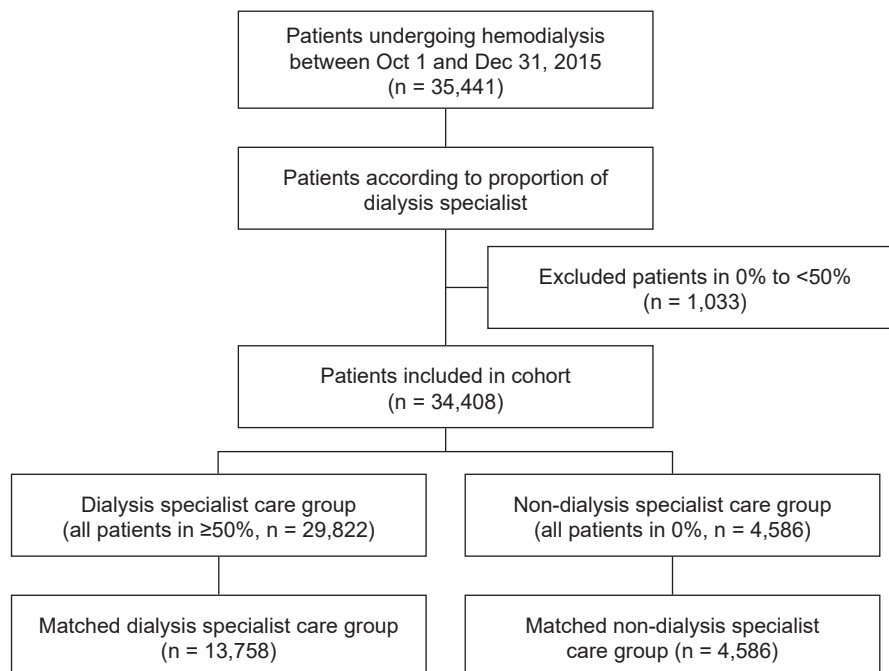 Patients undergoing hemodialysis
between Oct 1 and Dec 31, 2015
(n = 35,441)
Patients according to proportion of
dialysis specialist
Excluded patients in 0% to <50%
(n = 1,033)
Patients included in cohort
(n = 34,408)
Dialysis specialist care group
(all patients in ≥50%, n = 29,822)
Non-dialysis specialist care group
(all patients in 0%, n = 4,586)
Matched dialysis specialist care group
(n = 13,758)
Matched non-dialysis specialist
care group (n = 4,586)